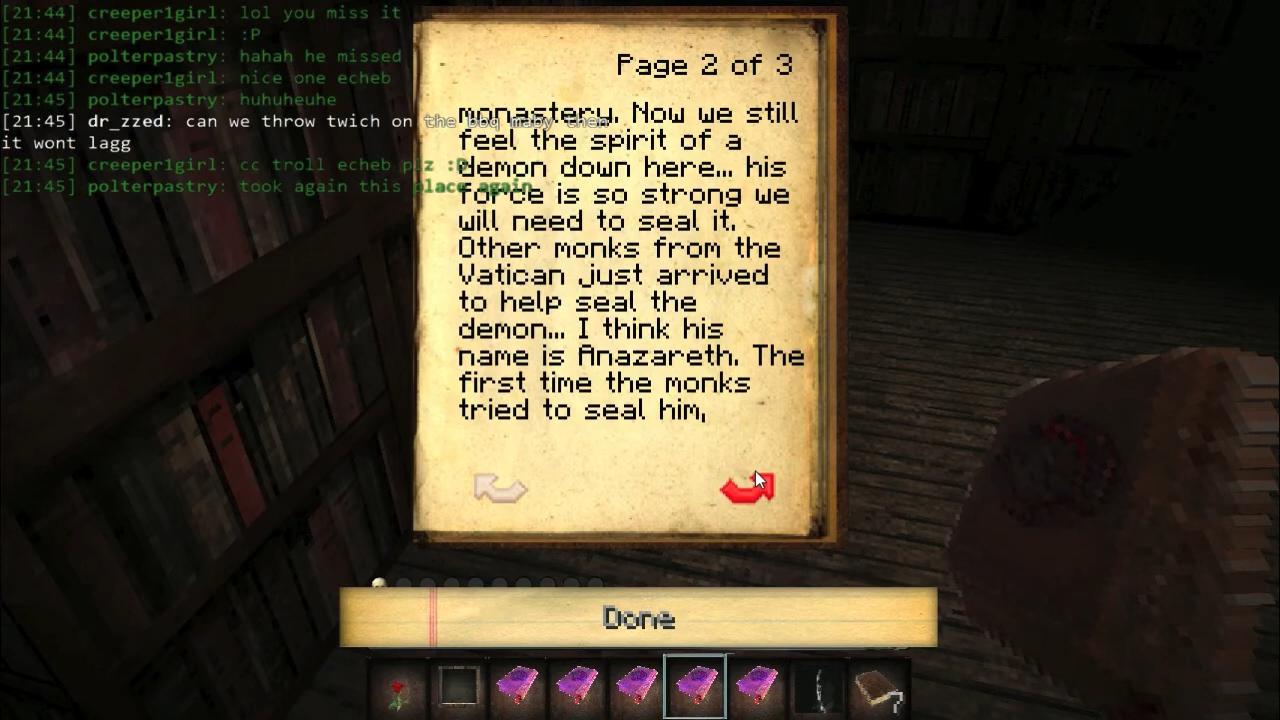 [21:44] creeper1girl: lol you miss it
[21:44] creeper1girl: :P
[21:44] polterpastry: hahah he missed
[21:44] creeper1girl: nice one echeb
[21:45] polterpastry: huhuheuhe
[21:45] dr_zzed: can we throw twich on the boq maby then
it wont lagg
[21:45] creeper1girl: cc troll echeb plz :D
[21:45] polterpastry: took again this place again
Page 2 of 3
monastery. Now we still
feel the spirit of a
demon down here... his
force is so strong we
will need to seal it.
Other monks from the
Vatican just arrived
to help seal the
demon... I think his
name is Anazareth. The
first time the monks
tried to seal him,
Done
7